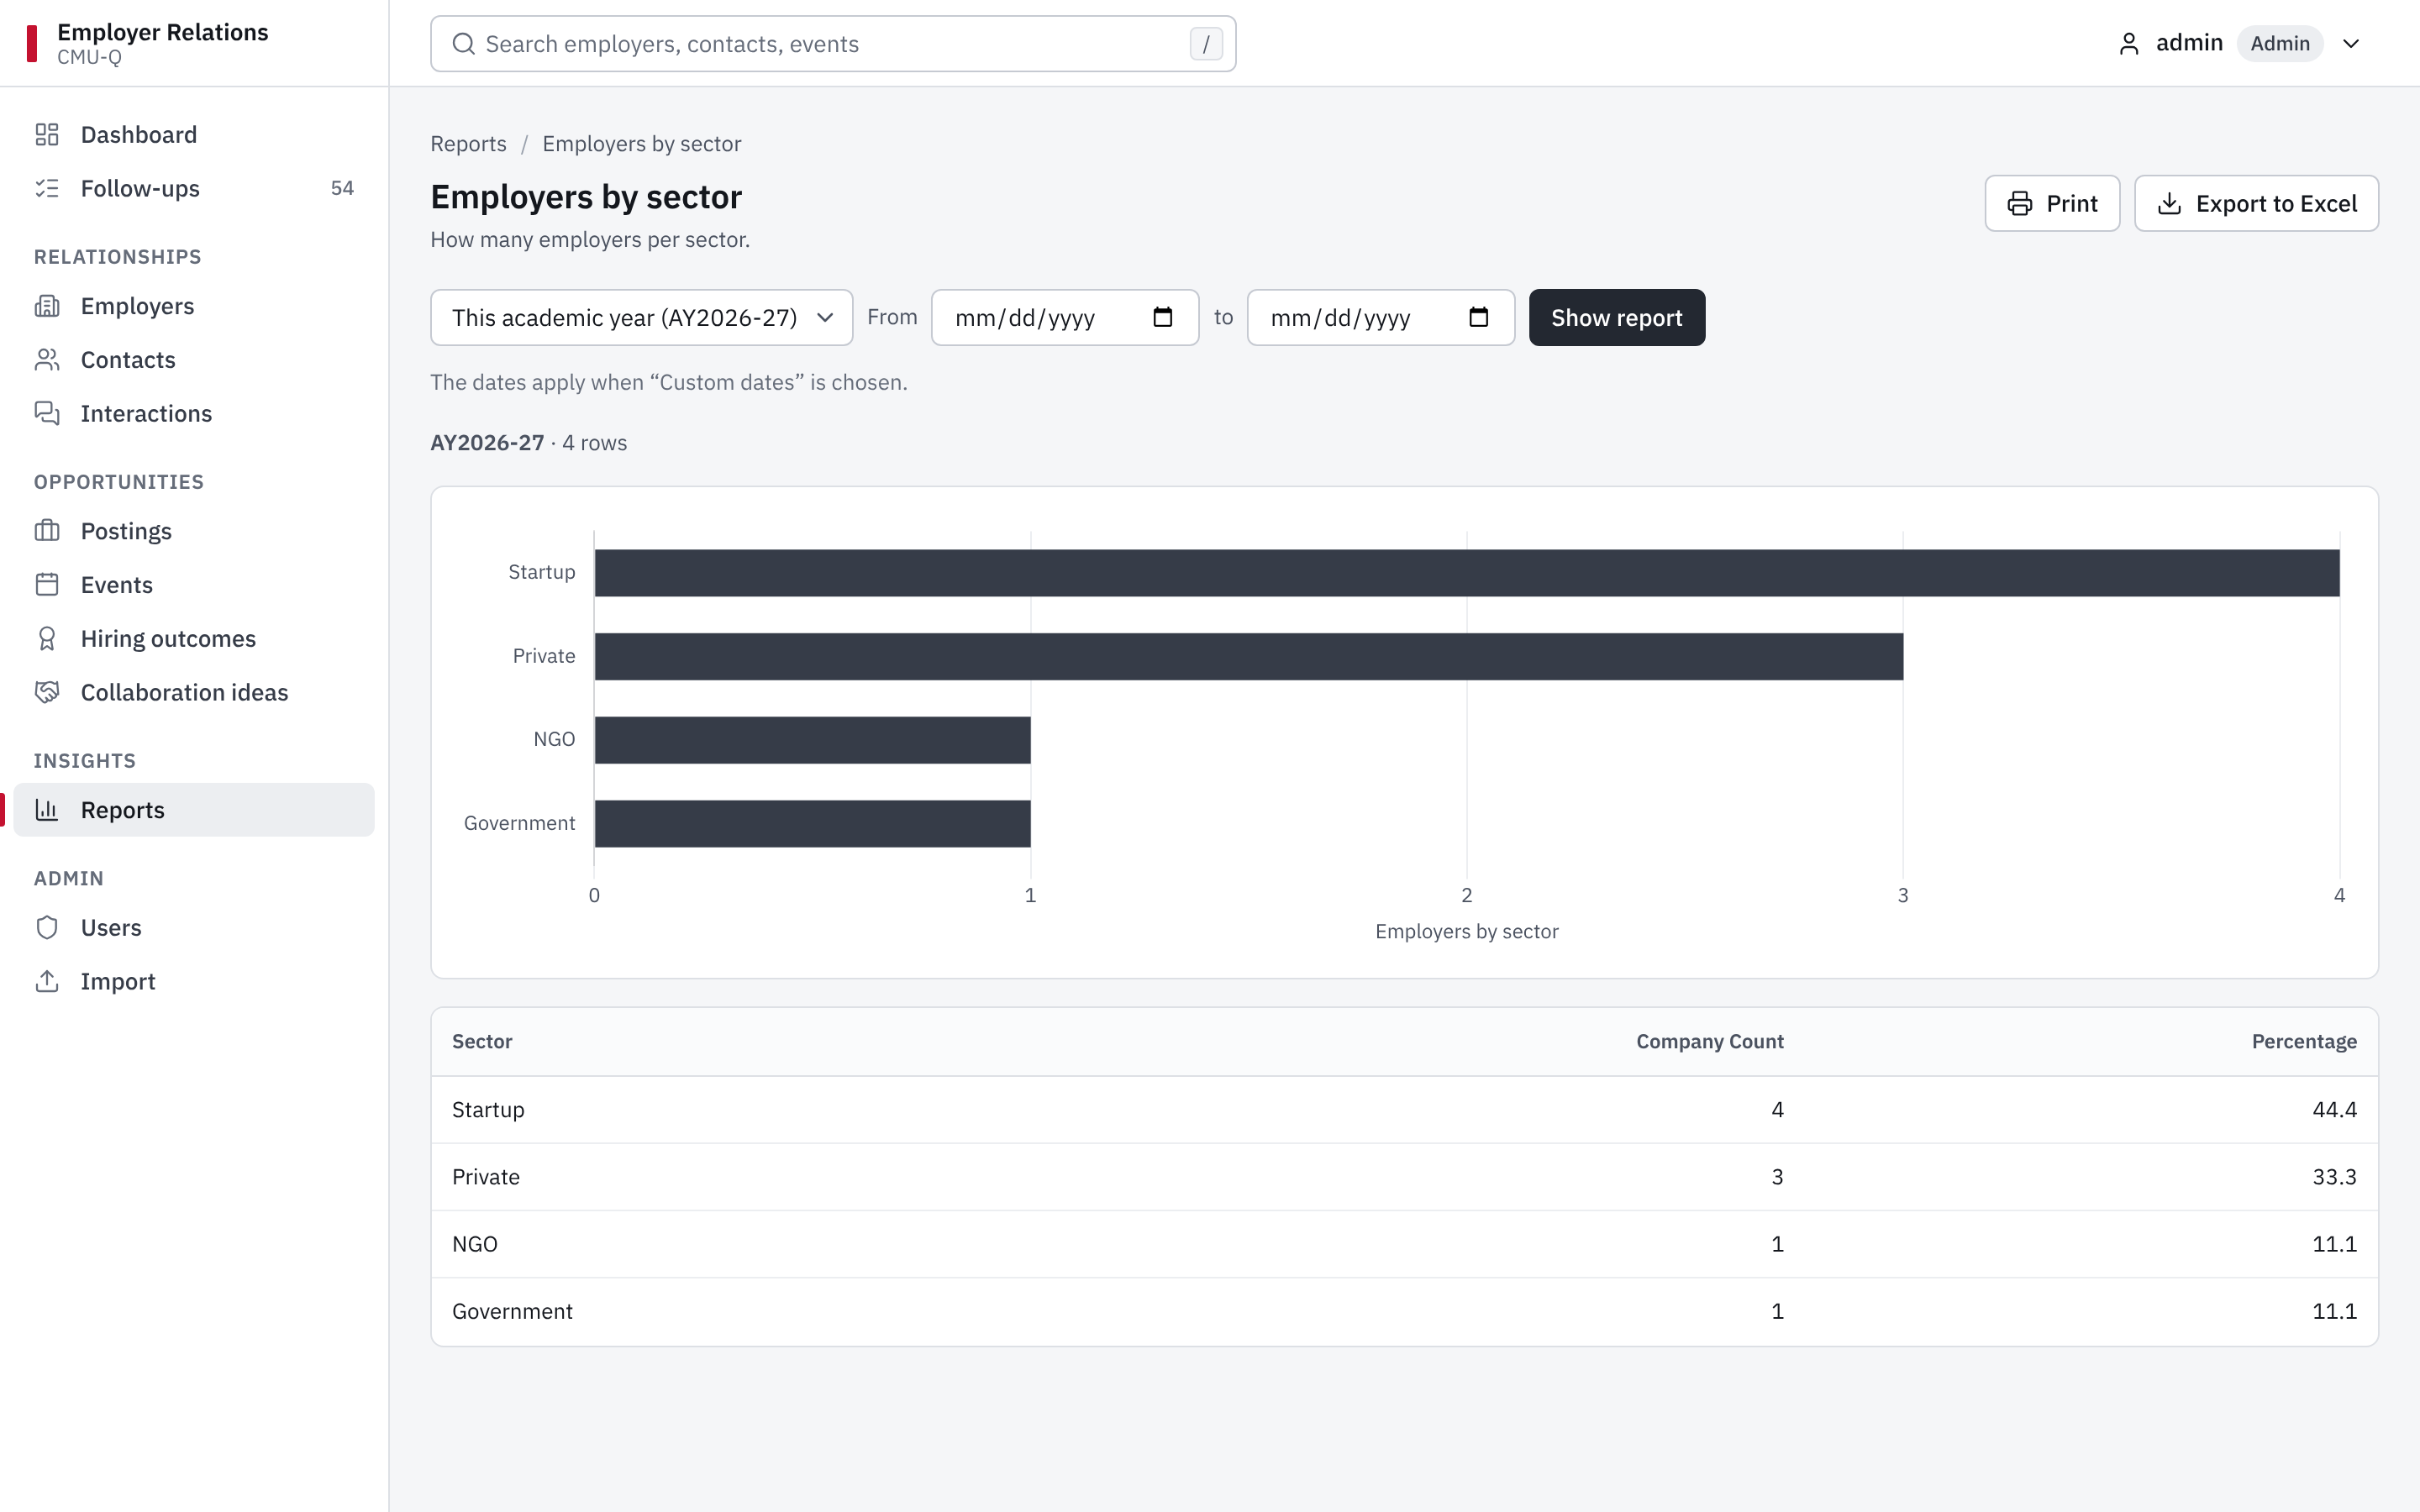 Employer Relations
CMU-Q
Search employers, contacts, events /
admin Admin
Dashboard
Follow-ups 54
RELATIONSHIPS
Employers
Contacts
Interactions
OPPORTUNITIES
Postings
Events
Hiring outcomes
Collaboration ideas
INSIGHTS
Reports
ADMIN
Users
Import
Reports / Employers by sector
Employers by sector
How many employers per sector.
Print Export to Excel
This academic year (AY2026-27) From mm/dd/yyyy to mm/dd/yyyy Show report
The dates apply when “Custom dates” is chosen.
AY2026-27 · 4 rows
Startup
Private
NGO
Government
0 1 2 3 4
Employers by sector
Sector Company Count Percentage
Startup 4 44.4
Private 3 33.3
NGO 1 11.1
Government 1 11.1